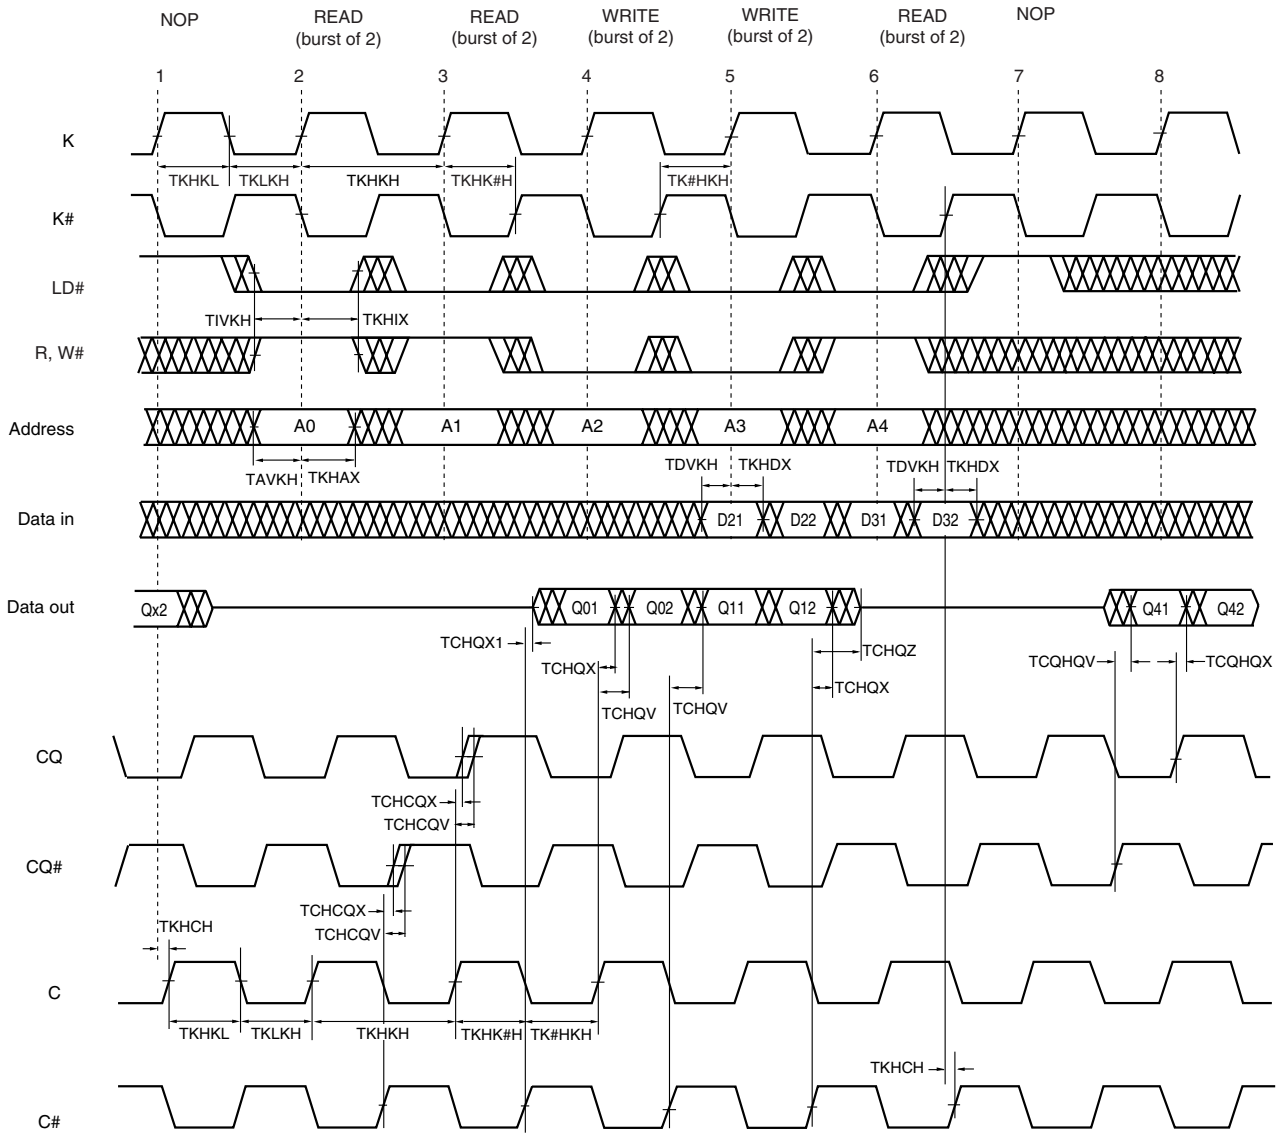 NOP READ READ WRITE WRITE READ NOP
(burst of 2) (burst of 2) (burst of 2) (burst of 2) (burst of 2)
1 2 3 4 5 6 7 8
K
TKHKL TKLKH TKHKH TKHK#H TK#HKH
K#
LD#
TIVKH TKHIX
R, W#
Address A0 A1 A2 A3 A4
TAVKH TKHAX TDVKH TKHDX TDVKH TKHDX
Data in D21 D22 D31 D32
Data out Qx2 Q01 Q02 Q11 Q12 Q41 Q42
TCHQX1 TCHQZ
TCHQX TCQHQV TCQHQX
TCHQX
TCHQV TCHQV
CQ
TCHCQX
TCHCQV
CQ#
TCHCQX
TKHCH
TCHCQV
C
TKHKL TKLKH TKHKH TKHK#H TK#HKH
TKHCH
C#